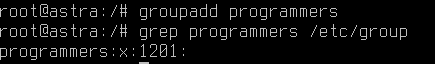 root@astra:/# groupadd programmers
root@astra:/# grep programmers /etc/group
programmers:x:1201: